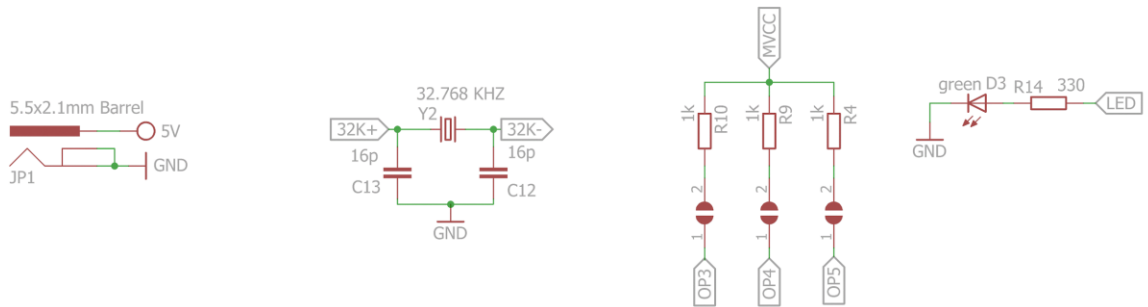 5.5x2.1mm Barrel
5V
GND
JP1
32.768 KHZ
Y2
32K+
32K-
16p
16p
C13
C12
GND
MVCC
1k
R10
1k
R9
1k
R4
2
2
2
1
1
1
OP3
OP4
OP5
green D3
R14
330
LED
GND